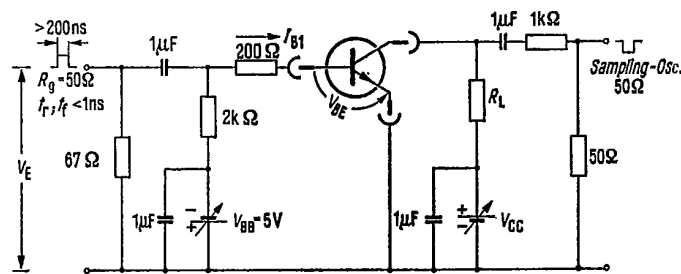 >200ns
R_g=50Ω
t_r ; t_f <1ns
V_E
67 Ω
1μF
200 Ω
I_B1
2k Ω
1μF
V_BB=5V
V_BE
1μF
1kΩ
R_L
1μF
V_CC
50Ω
Sampling-Osc.
50Ω